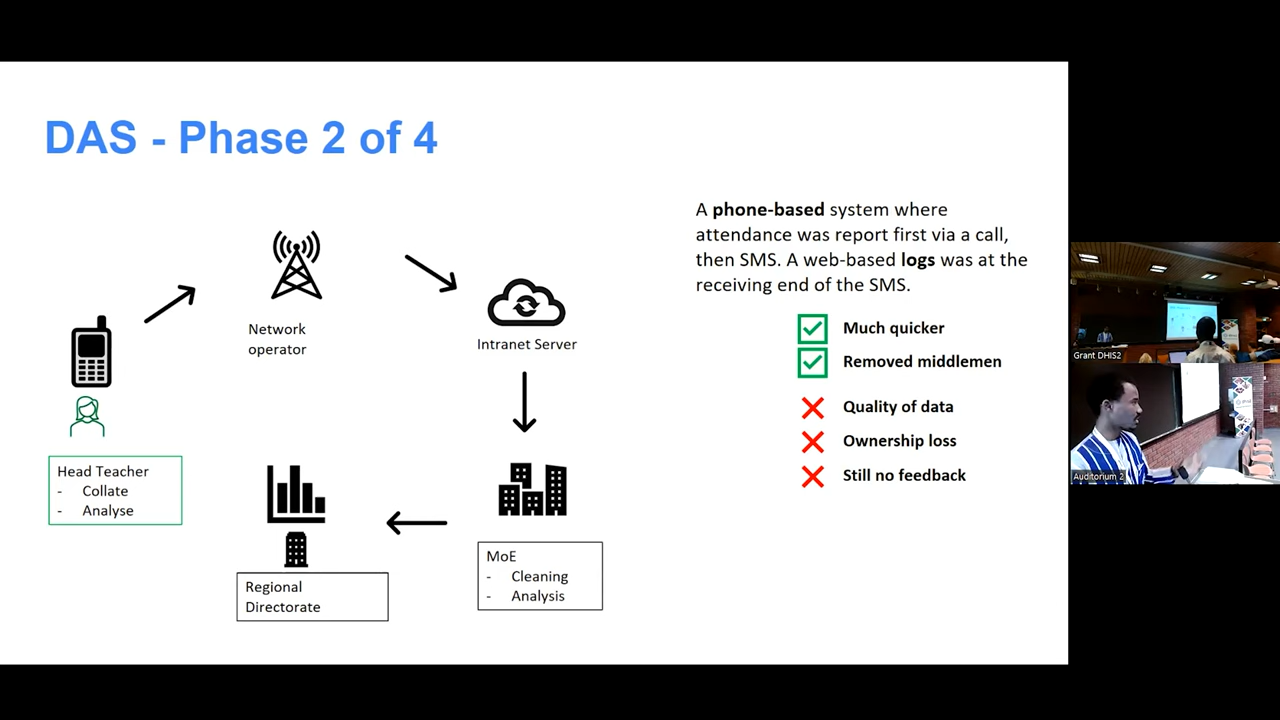 DAS - Phase 2 of 4
A phone-based system where
attendance was report first via a call,
then SMS. A web-based logs was at the
receiving end of the SMS.
Much quicker
Removed middlemen
Quality of data
Ownership loss
Still no feedback
Network
operator
Intranet Server
Head Teacher
- Collate
- Analyse
MoE
- Cleaning
- Analysis
Regional
Directorate
Grant DHIS2
Auditorium 2